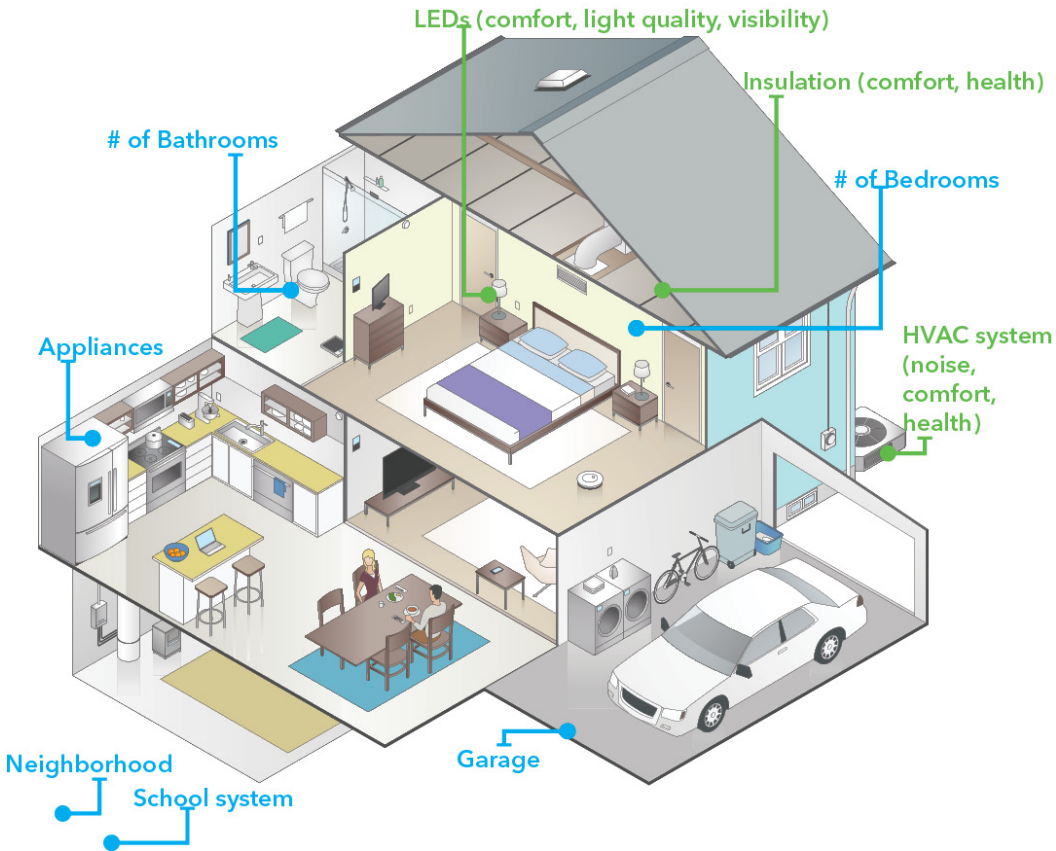 LEDs (comfort, light quality, visibility)
Insulation (comfort, health)
# of Bathrooms
# of Bedrooms
HVAC system
(noise,
comfort,
health)
Appliances
Garage
Neighborhood
School system